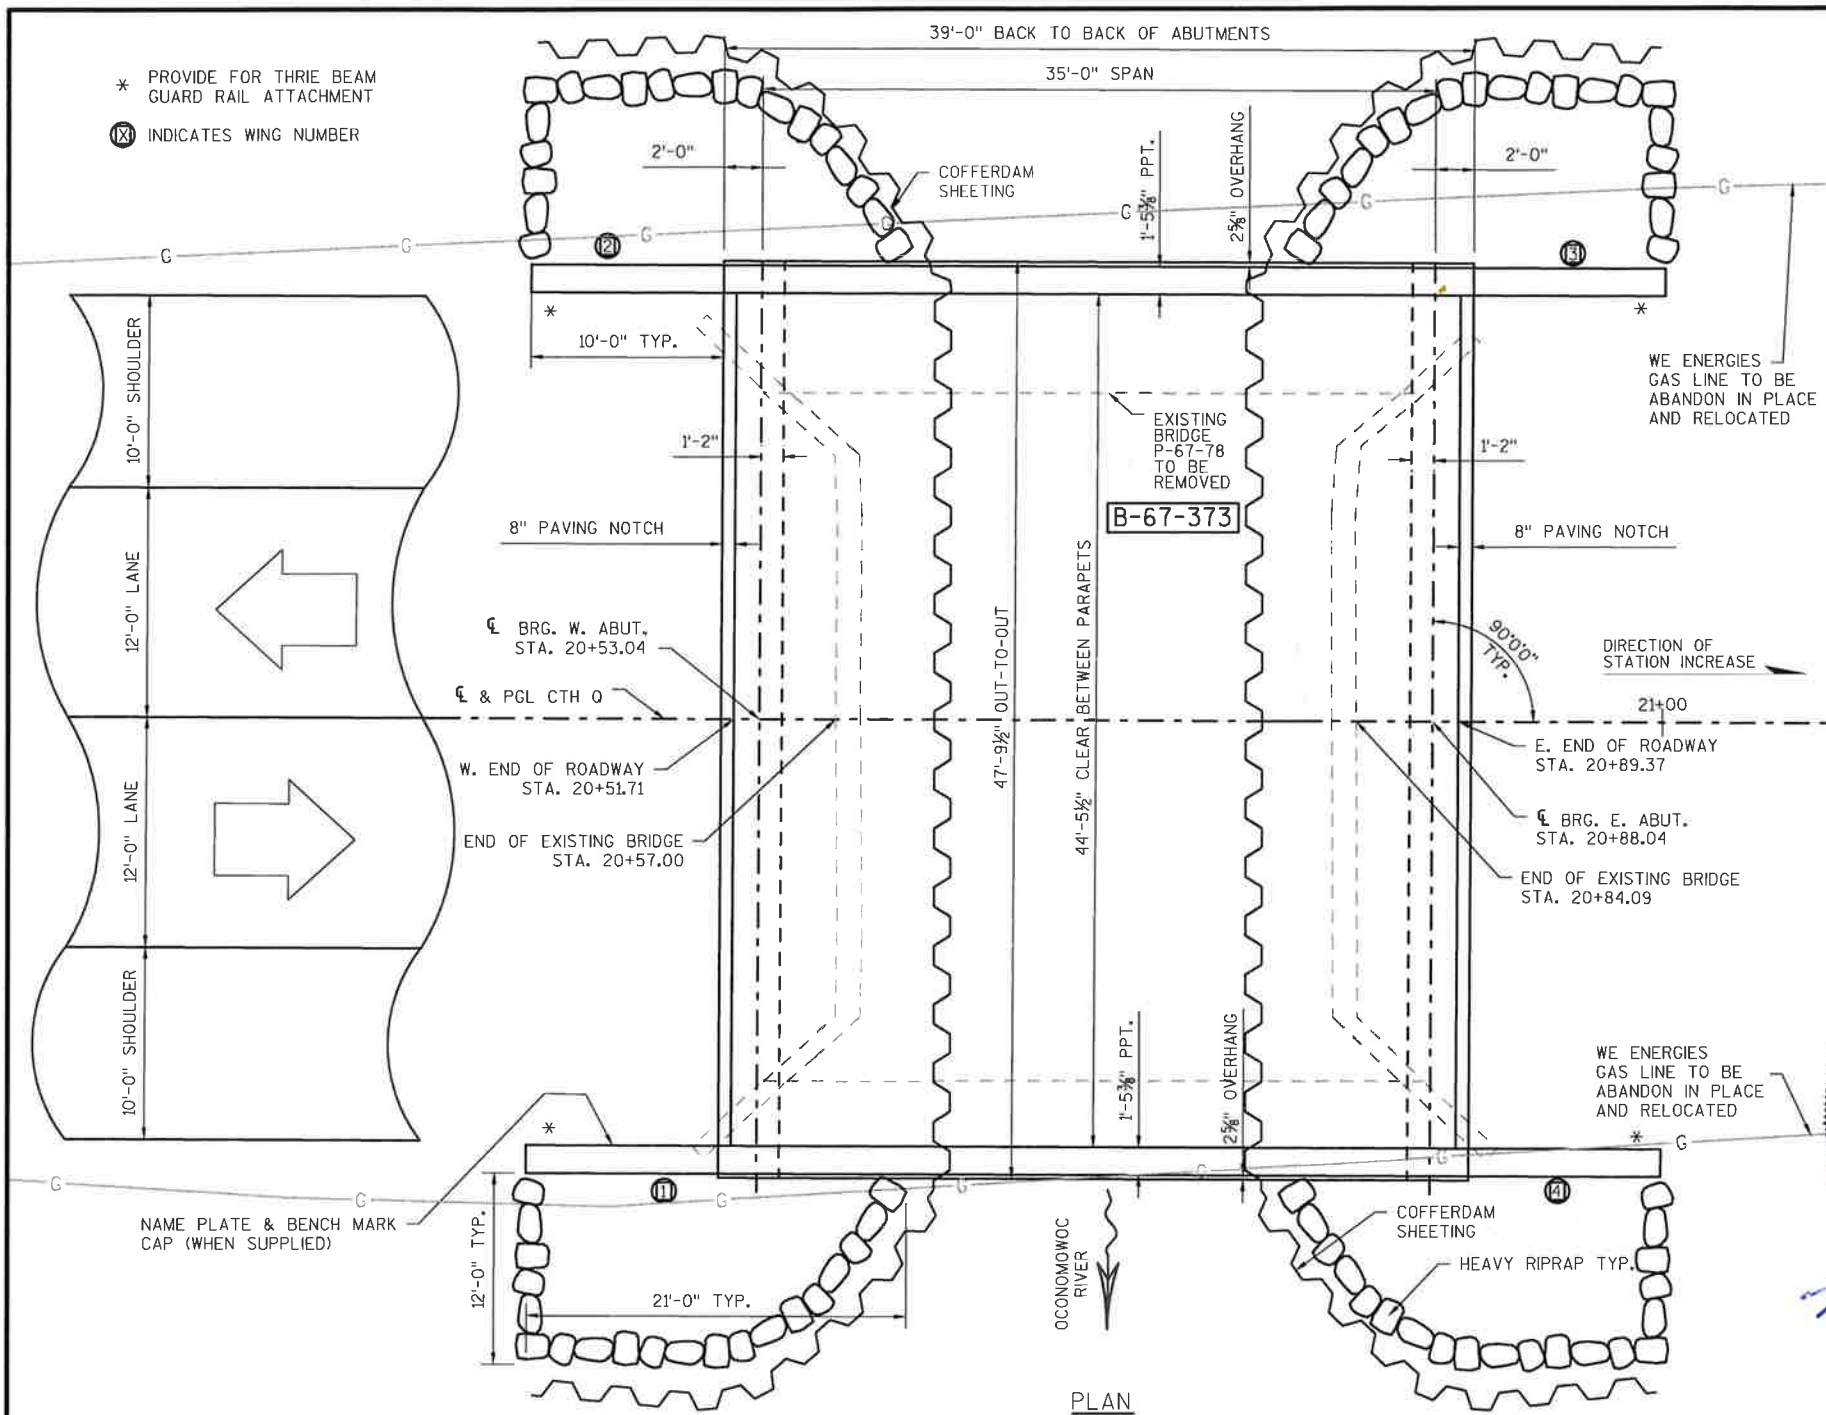 39'-0" BACK TO BACK OF ABUTMENTS
35'-0" SPAN
* PROVIDE FOR THRIE BEAM
GUARD RAIL ATTACHMENT
X INDICATES WING NUMBER
2'-0"
COFFERDAM
SHEETING
1'-5⅜" PPT.
2⅝" OVERHANG
2'-0"
G G G G G G G
2
3
*
*
10'-0" TYP.
WE ENERGIES
GAS LINE TO BE
ABANDON IN PLACE
AND RELOCATED
10'-0" SHOULDER
1'-2"
EXISTING
BRIDGE
P-67-78
TO BE
REMOVED
1'-2"
B-67-373
8" PAVING NOTCH
8" PAVING NOTCH
12'-0" LANE
47'-9½" OUT-TO-OUT
44'-5½" CLEAR BETWEEN PARAPETS
℄ BRG. W. ABUT.
STA. 20+53.04
90°0'0"
TYP.
DIRECTION OF
STATION INCREASE
℄ & PGL CTH Q
21+00
W. END OF ROADWAY
STA. 20+51.71
E. END OF ROADWAY
STA. 20+89.37
12'-0" LANE
END OF EXISTING BRIDGE
STA. 20+57.00
℄ BRG. E. ABUT.
STA. 20+88.04
END OF EXISTING BRIDGE
STA. 20+84.09
10'-0" SHOULDER
1'-5⅜" PPT.
2⅝" OVERHANG
WE ENERGIES
GAS LINE TO BE
ABANDON IN PLACE
AND RELOCATED
*
*
G G G G G G G
1
4
NAME PLATE & BENCH MARK
CAP (WHEN SUPPLIED)
12'-0" TYP.
21'-0" TYP.
OCONOMOWOC
RIVER
COFFERDAM
SHEETING
HEAVY RIPRAP TYP.
PLAN